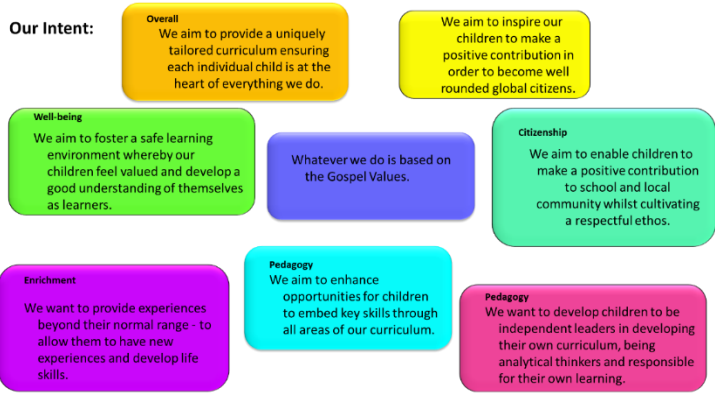 Our Intent:
Overall
We aim to provide a uniquely
tailored curriculum ensuring
each individual child is at the
heart of everything we do.
We aim to inspire our
children to make a
positive contribution in
order to become well
rounded global citizens.
Well-being
We aim to foster a safe learning
environment whereby our
children feel valued and develop a
good understanding of themselves
as learners.
Whatever we do is based on
the Gospel Values.
Citizenship
We aim to enable children to
make a positive contribution
to school and local
community whilst cultivating
a respectful ethos.
Enrichment
We want to provide experiences
beyond their normal range - to
allow them to have new
experiences and develop life
skills.
Pedagogy
We aim to enhance
opportunities for children
to embed key skills through
all areas of our curriculum.
Pedagogy
We want to develop children to be
independent leaders in developing
their own curriculum, being
analytical thinkers and responsible
for their own learning.